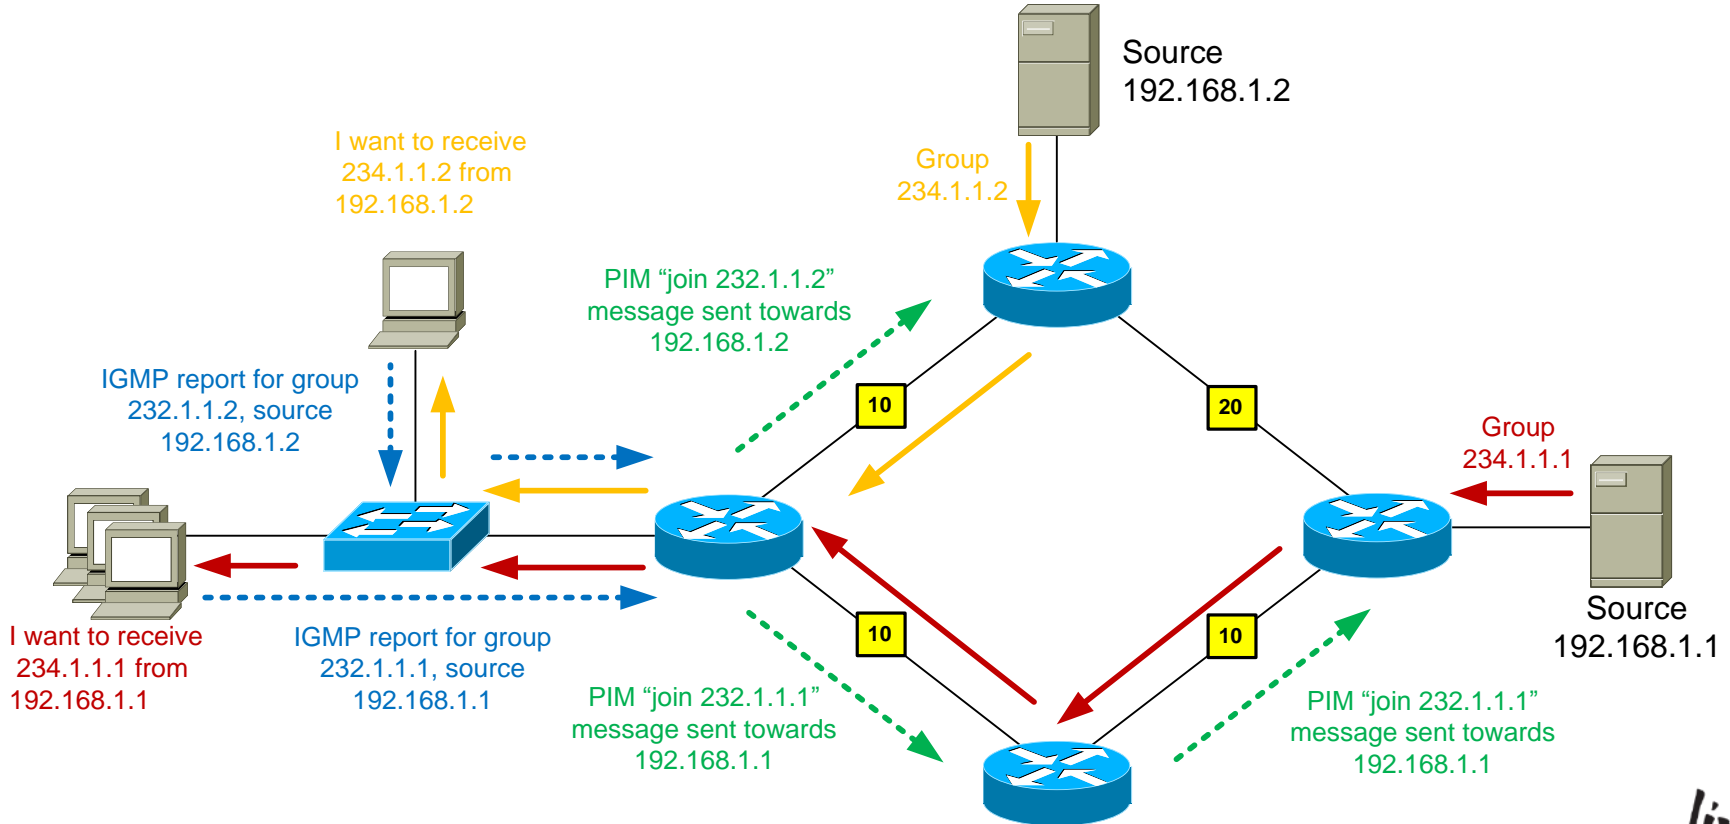 Source
192.168.1.2
I want to receive
234.1.1.2 from
192.168.1.2
Group
234.1.1.2
PIM “join 232.1.1.2”
message sent towards
192.168.1.2
IGMP report for group
232.1.1.2, source
192.168.1.2
10
20
Group
234.1.1.1
Source
192.168.1.1
I want to receive
234.1.1.1 from
192.168.1.1
IGMP report for group
232.1.1.1, source
192.168.1.1
10
10
PIM “join 232.1.1.1”
message sent towards
192.168.1.1
PIM “join 232.1.1.1”
message sent towards
192.168.1.1